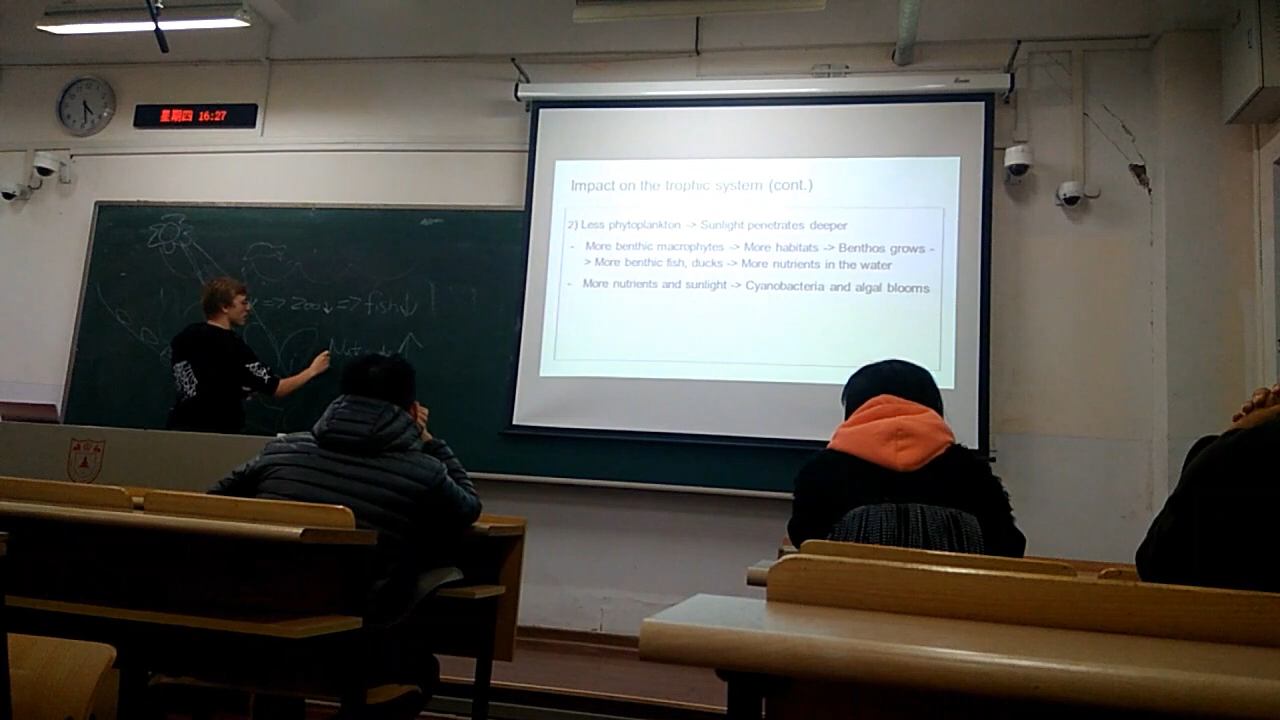 星期四 16:27
Impact on the trophic system (cont.)
2) Less phytoplankton -> Sunlight penetrates deeper
- More benthic macrophytes -> More habitats -> Benthos grows -
> More benthic fish, ducks -> More nutrients in the water
- More nutrients and sunlight -> Cyanobacteria and algal blooms
=> Zoo↓ => fish↓